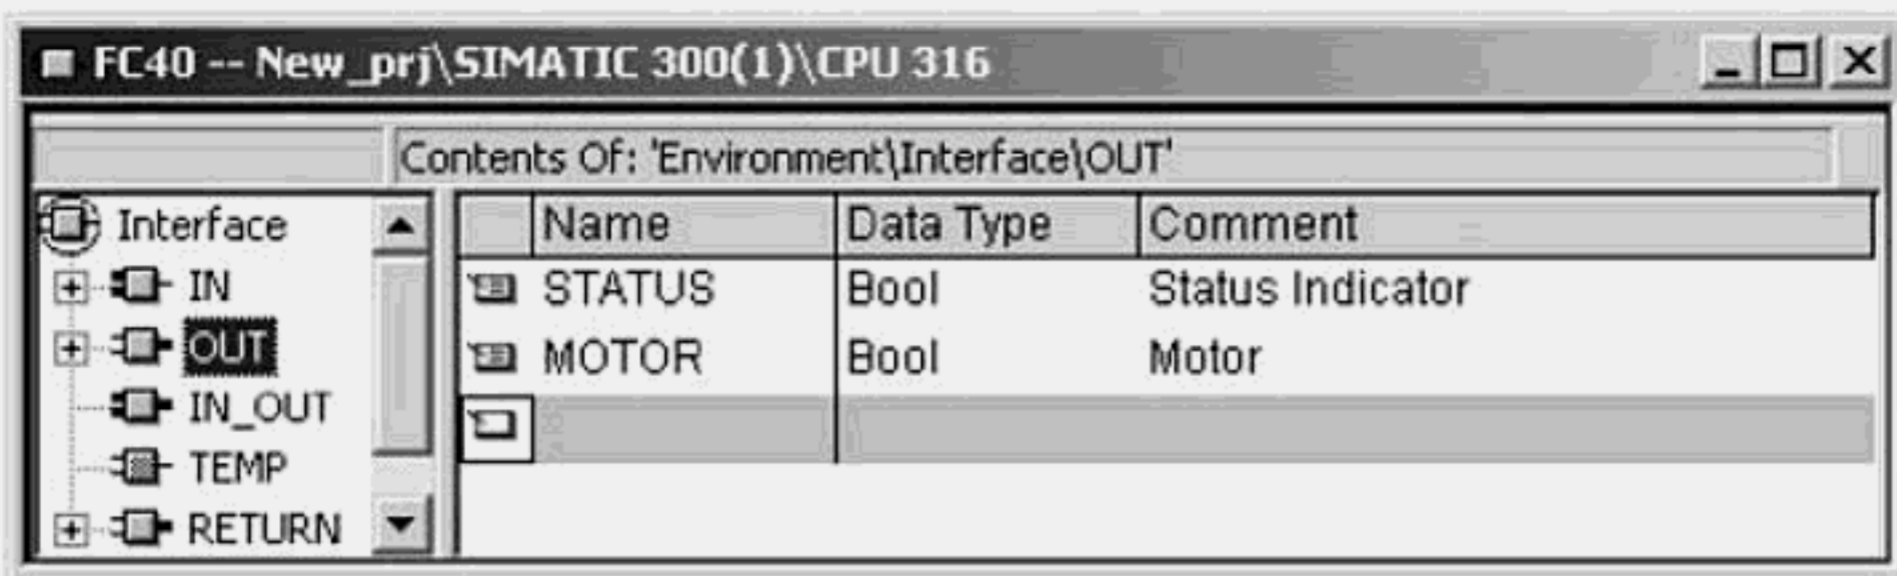 FC40 -- New_prj\SIMATIC 300(1)\CPU 316
Contents Of: 'Environment\Interface\OUT'
Interface
IN
OUT
IN_OUT
TEMP
RETURN
Name Data Type Comment
STATUS Bool Status Indicator
MOTOR Bool Motor